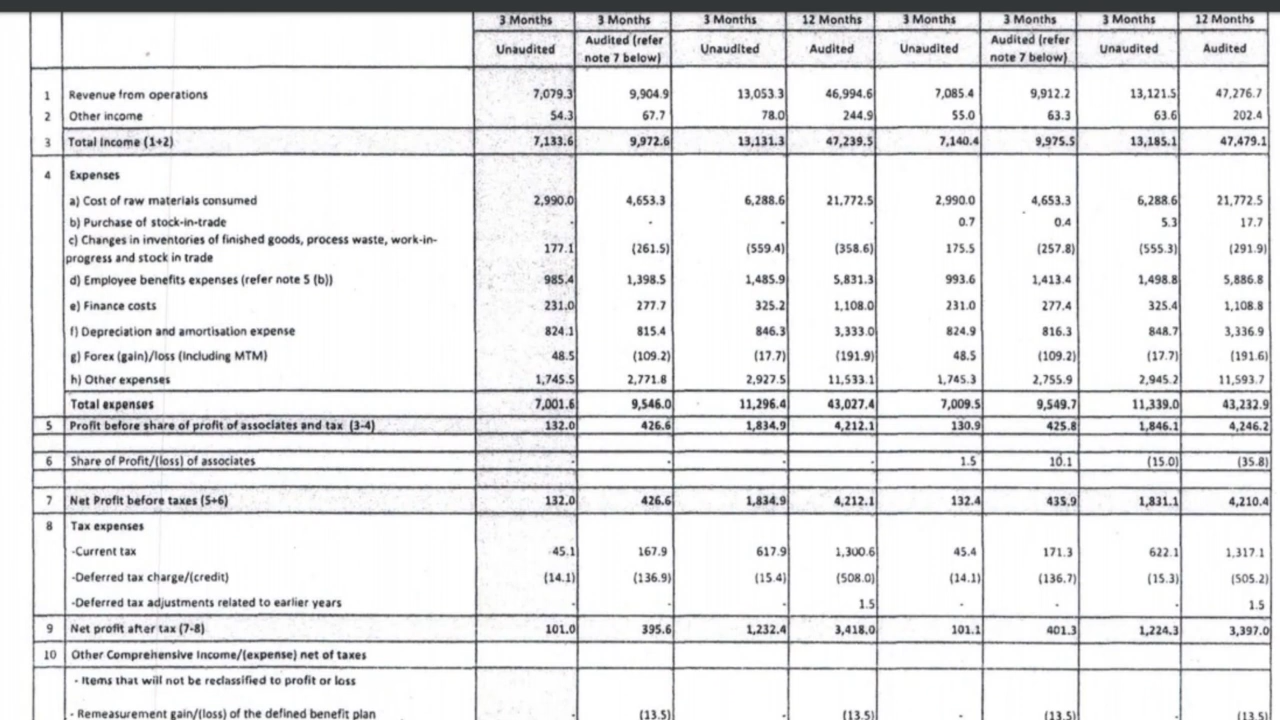 3 Months 3 Months 3 Months 12 Months 3 Months 3 Months 3 Months 12 Months
Unaudited Audited (refer note 7 below) Unaudited Audited Unaudited Audited (refer note 7 below) Unaudited Audited
1 Revenue from operations 7,079.3 9,904.9 13,053.3 46,994.6 7,085.4 9,912.2 13,121.5 47,276.7
2 Other income 54.3 67.7 78.0 244.9 55.0 63.3 63.6 202.4
3 Total Income (1+2) 7,133.6 9,972.6 13,131.3 47,239.5 7,140.4 9,975.5 13,185.1 47,479.1
4 Expenses
a) Cost of raw materials consumed 2,990.0 4,653.3 6,288.6 21,772.5 2,990.0 4,653.3 6,288.6 21,772.5
b) Purchase of stock-in-trade - - - - 0.7 0.4 5.3 17.7
c) Changes in inventories of finished goods, process waste, work-in-
progress and stock in trade 177.1 (261.5) (559.4) (358.6) 175.5 (257.8) (555.3) (291.9)
d) Employee benefits expenses (refer note 5 (b)) 985.4 1,398.5 1,485.9 5,831.3 993.6 1,413.4 1,498.8 5,886.8
e) Finance costs 231.0 277.7 325.2 1,108.0 231.0 277.4 325.4 1,108.8
f) Depreciation and amortisation expense 824.1 815.4 846.3 3,333.0 824.9 816.3 848.7 3,336.9
g) Forex (gain)/loss (Including MTM) 48.5 (109.2) (17.7) (191.9) 48.5 (109.2) (17.7) (191.6)
h) Other expenses 1,745.5 2,771.8 2,927.5 11,533.1 1,745.3 2,755.9 2,945.2 11,593.7
Total expenses 7,001.6 9,546.0 11,296.4 43,027.4 7,009.5 9,549.7 11,339.0 43,232.9
5 Profit before share of profit of associates and tax (3-4) 132.0 426.6 1,834.9 4,212.1 130.9 425.8 1,846.1 4,246.2
6 Share of Profit/(loss) of associates - - - - 1.5 10.1 (15.0) (35.8)
7 Net Profit before taxes (5+6) 132.0 426.6 1,834.9 4,212.1 132.4 435.9 1,831.1 4,210.4
8 Tax expenses
-Current tax 45.1 167.9 617.9 1,300.6 45.4 171.3 622.1 1,317.1
-Deferred tax charge/(credit) (14.1) (136.9) (15.4) (508.0) (14.1) (136.7) (15.3) (505.2)
-Deferred tax adjustments related to earlier years - - - 1.5 - - - 1.5
9 Net profit after tax (7-8) 101.0 395.6 1,232.4 3,418.0 101.1 401.3 1,224.3 3,397.0
10 Other Comprehensive Income/(expense) net of taxes
- Items that will not be reclassified to profit or loss
- Remeasurement gain/(loss) of the defined benefit plan - (13.5) - (13.5) - (13.5) - (13.5)